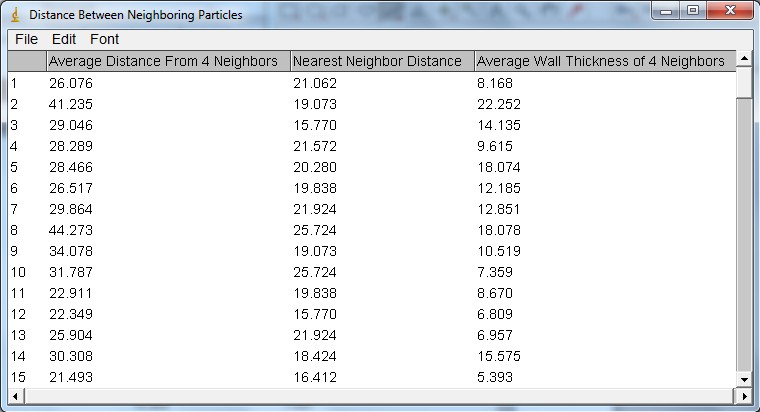 Distance Between Neighboring Particles
File Edit Font
Average Distance From 4 Neighbors Nearest Neighbor Distance Average Wall Thickness of 4 Neighbors
1 26.076 21.062 8.168
2 41.235 19.073 22.252
3 29.046 15.770 14.135
4 28.289 21.572 9.615
5 28.466 20.280 18.074
6 26.517 19.838 12.185
7 29.864 21.924 12.851
8 44.273 25.724 18.078
9 34.078 19.073 10.519
10 31.787 25.724 7.359
11 22.911 19.838 8.670
12 22.349 15.770 6.809
13 25.904 21.924 6.957
14 30.308 18.424 15.575
15 21.493 16.412 5.393